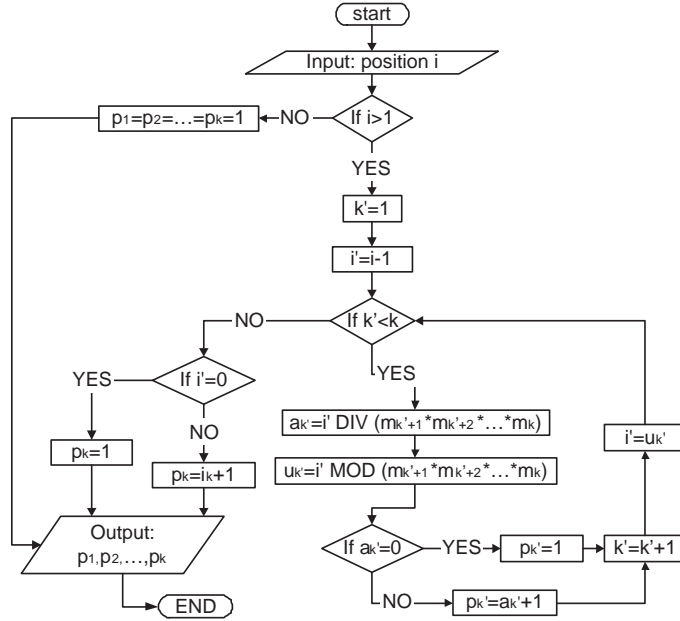 start
Input: position i
If i>1
NO
p1=p2=…=pk=1
YES
k'=1
i'=i-1
If k'<k
NO
YES
If i'=0
YES
NO
pk=1
pk=ik+1
Output:
p1,p2,…,pk
END
ak'=i' DIV (mk'+1*mk'+2*…*mk)
uk'=i' MOD (mk'+1*mk'+2*…*mk)
If ak'=0
YES
pk'=1
k'=k'+1
i'=uk'
NO
pk'=ak'+1